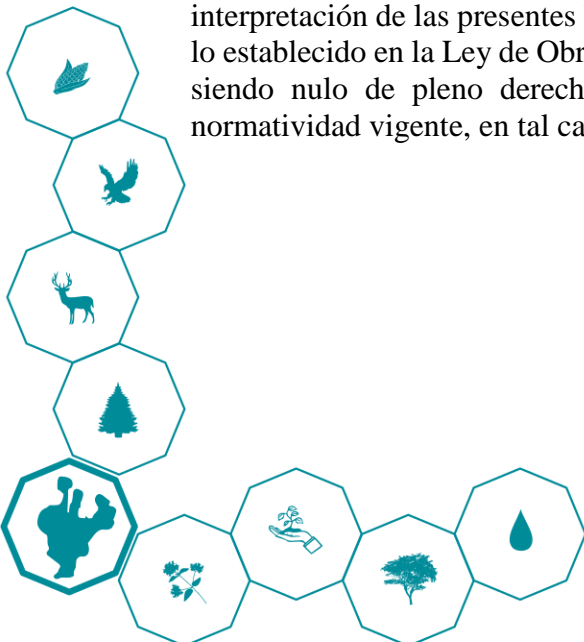 interpretación de las presentes
lo establecido en la Ley de Obr
siendo nulo de pleno derech
normatividad vigente, en tal ca